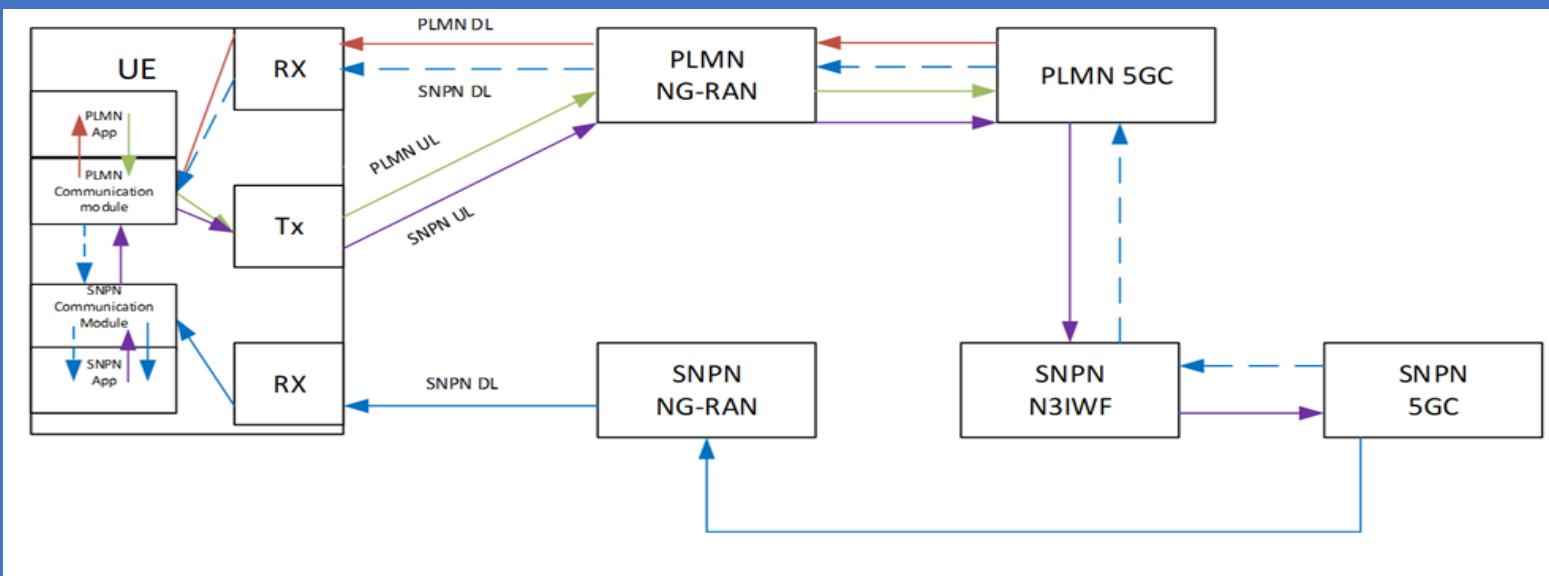 PLMN DL
UE
RX
PLMN
NG-RAN
PLMN 5GC
SNPN DL
PLMN
App
PLMN
Communication
module
PLMN UL
Tx
SNPN UL
SNPN
Communication
Module
SNPN
App
RX
SNPN DL
SNPN
NG-RAN
SNPN
N3IWF
SNPN
5GC